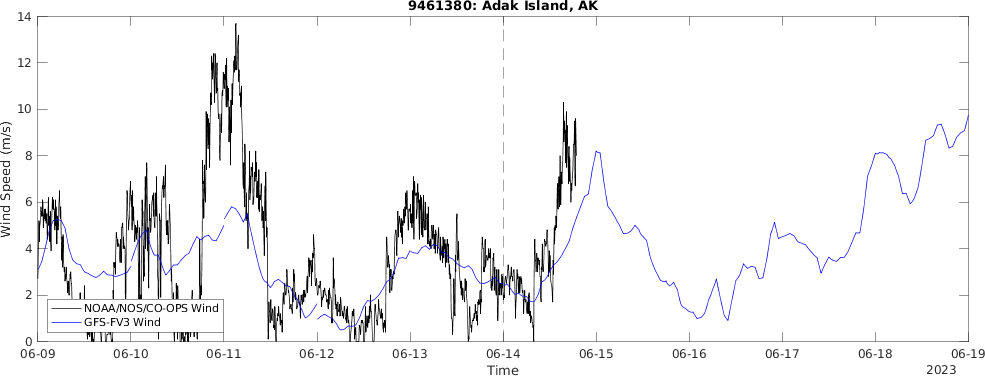 9461380: Adak Island, AK
14
12
10
8
6
4
2
0
Wind Speed (m/s)
NOAA/NOS/CO-OPS Wind
GFS-FV3 Wind
06-09 06-10 06-11 06-12 06-13 06-14 06-15 06-16 06-17 06-18 06-19
Time
2023